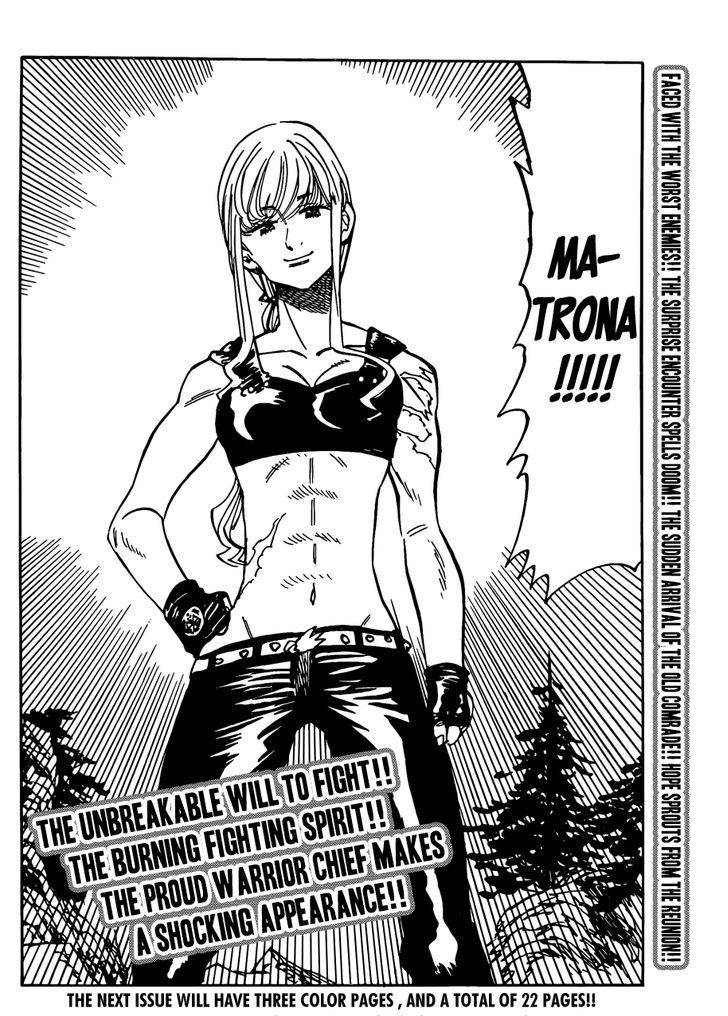 MA-
TRONA
!!!!!
FACED WITH THE WORST ENEMIES!! THE SURPRISE ENCOUNTER SPELLS DOOM!! THE SUDDEN ARRIVAL OF THE OLD COMRADE!! HOPE SPROUTS FROM THE REUNION!!
THE UNBREAKABLE WILL TO FIGHT!!
THE BURNING FIGHTING SPIRIT!!
THE PROUD WARRIOR CHIEF MAKES
A SHOCKING APPEARANCE!!
THE NEXT ISSUE WILL HAVE THREE COLOR PAGES , AND A TOTAL OF 22 PAGES!!